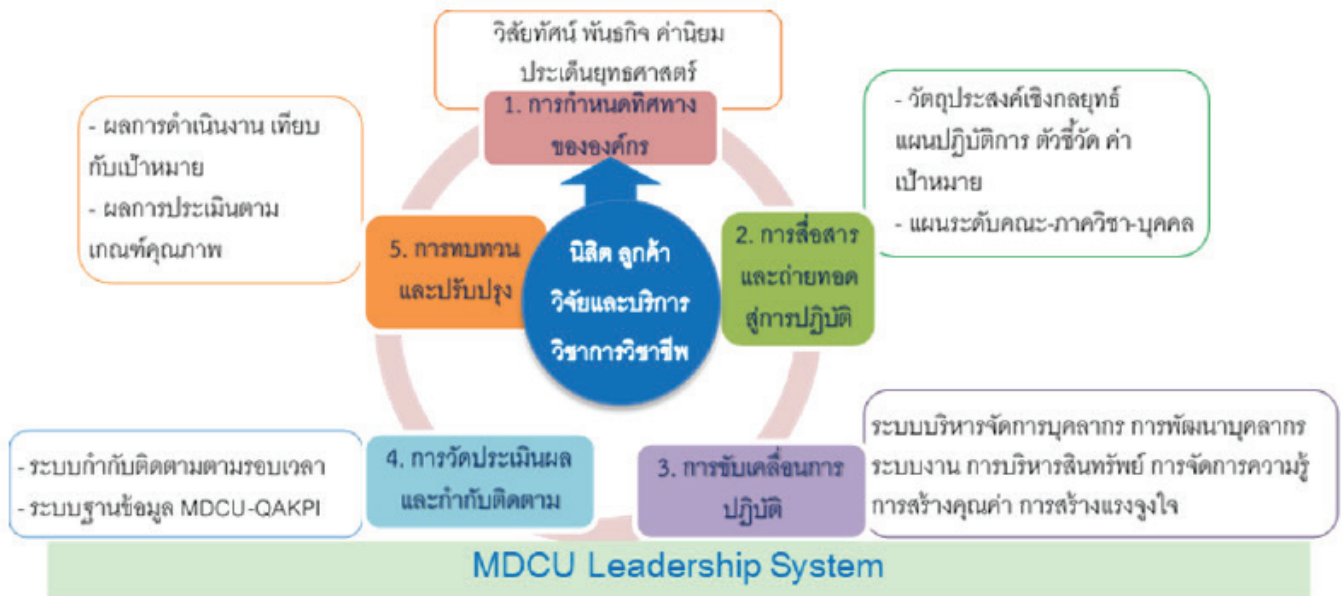 วิสัยทัศน์ พันธกิจ ค่านิยม
ประเด็นยุทธศาสตร์
1. การกำหนดทิศทาง
ขององค์กร
- วัตถุประสงค์เชิงกลยุทธ์
แผนปฏิบัติการ ตัวชี้วัด ค่า
เป้าหมาย
- แผนระดับคณะ-ภาควิชา-บุคคล
2. การสื่อสาร
และถ่ายทอด
สู่การปฏิบัติ
ระบบบริหารจัดการบุคลากร การพัฒนาบุคลากร
ระบบงาน การบริหารสินทรัพย์ การจัดการความรู้
การสร้างคุณค่า การสร้างแรงจูงใจ
3. การขับเคลื่อนการ
ปฏิบัติ
4. การวัดประเมินผล
และกำกับติดตาม
- ระบบกำกับติดตามตามรอบเวลา
- ระบบฐานข้อมูล MDCU-QAKPI
5. การทบทวน
และปรับปรุง
- ผลการดำเนินงาน เทียบ
กับเป้าหมาย
- ผลการประเมินตาม
เกณฑ์คุณภาพ
นิสิต ลูกค้า
วิจัยและบริการ
วิชาการวิชาชีพ
MDCU Leadership System